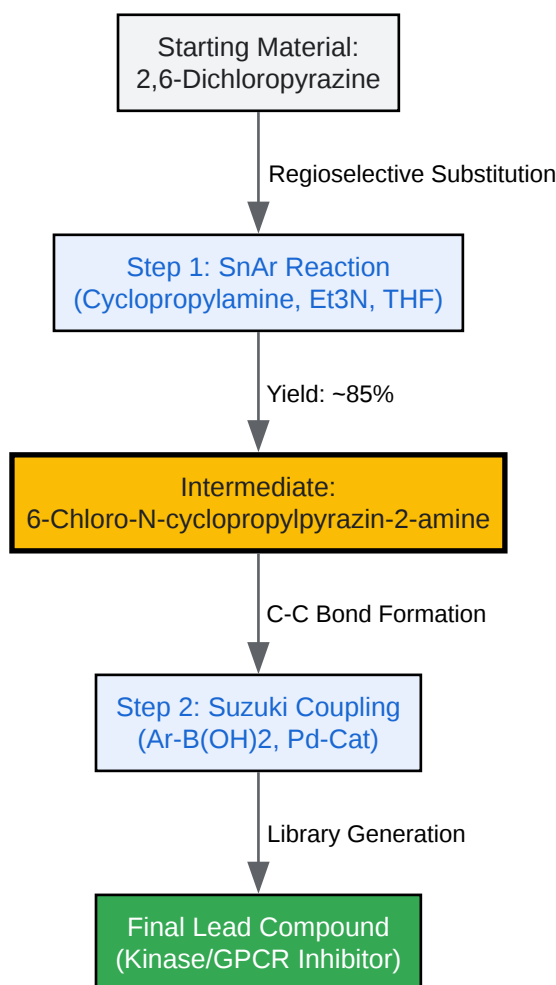 Starting Material:
2,6-Dichloropyrazine
Regioselective Substitution
Step 1: SnAr Reaction
(Cyclopropylamine, Et3N, THF)
Yield: ~85%
Intermediate:
6-Chloro-N-cyclopropylpyrazin-2-amine
C-C Bond Formation
Step 2: Suzuki Coupling
(Ar-B(OH)2, Pd-Cat)
Library Generation
Final Lead Compound
(Kinase/GPCR Inhibitor)